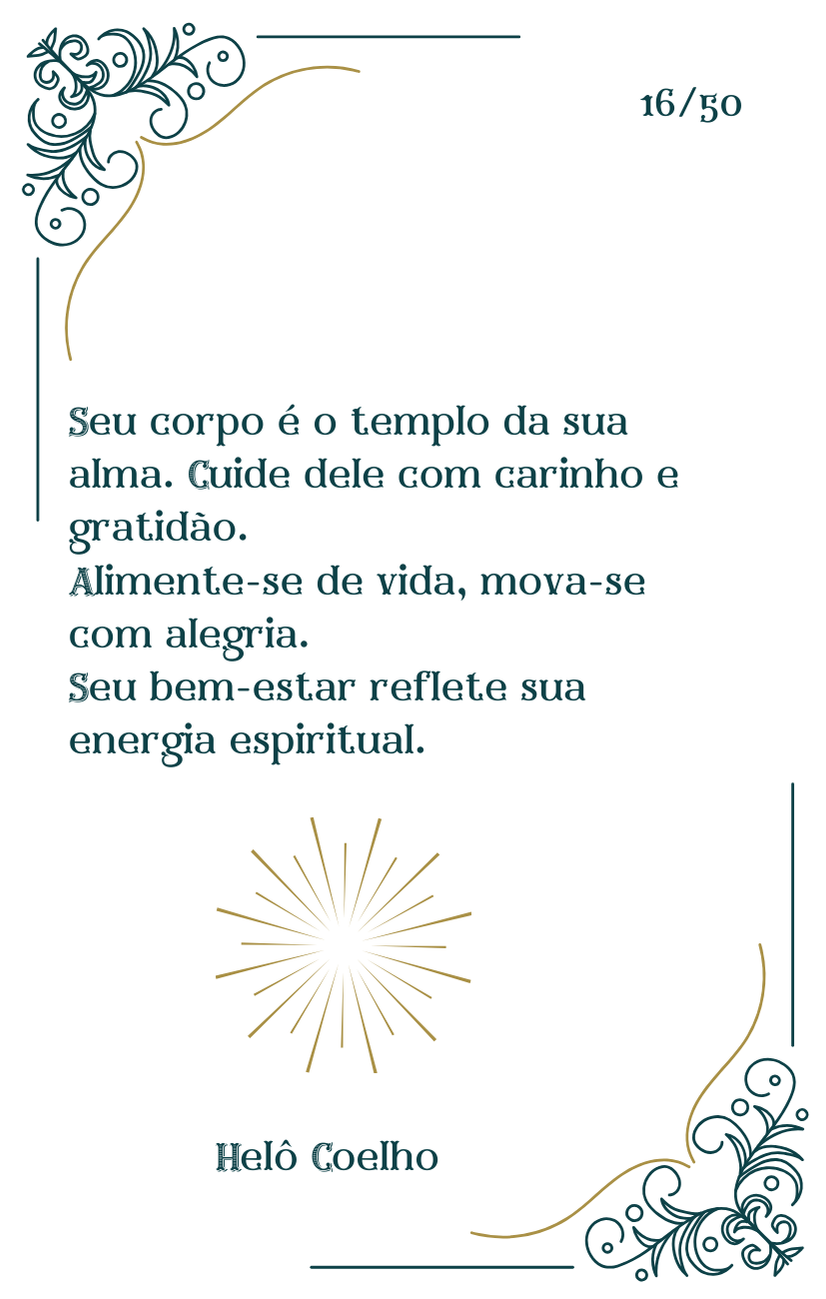 16/50
Seu corpo é o templo da sua
alma. Cuide dele com carinho e
gratidão.
Alimente-se de vida, mova-se
com alegria.
Seu bem-estar reflete sua
energia espiritual.
Helô Coelho